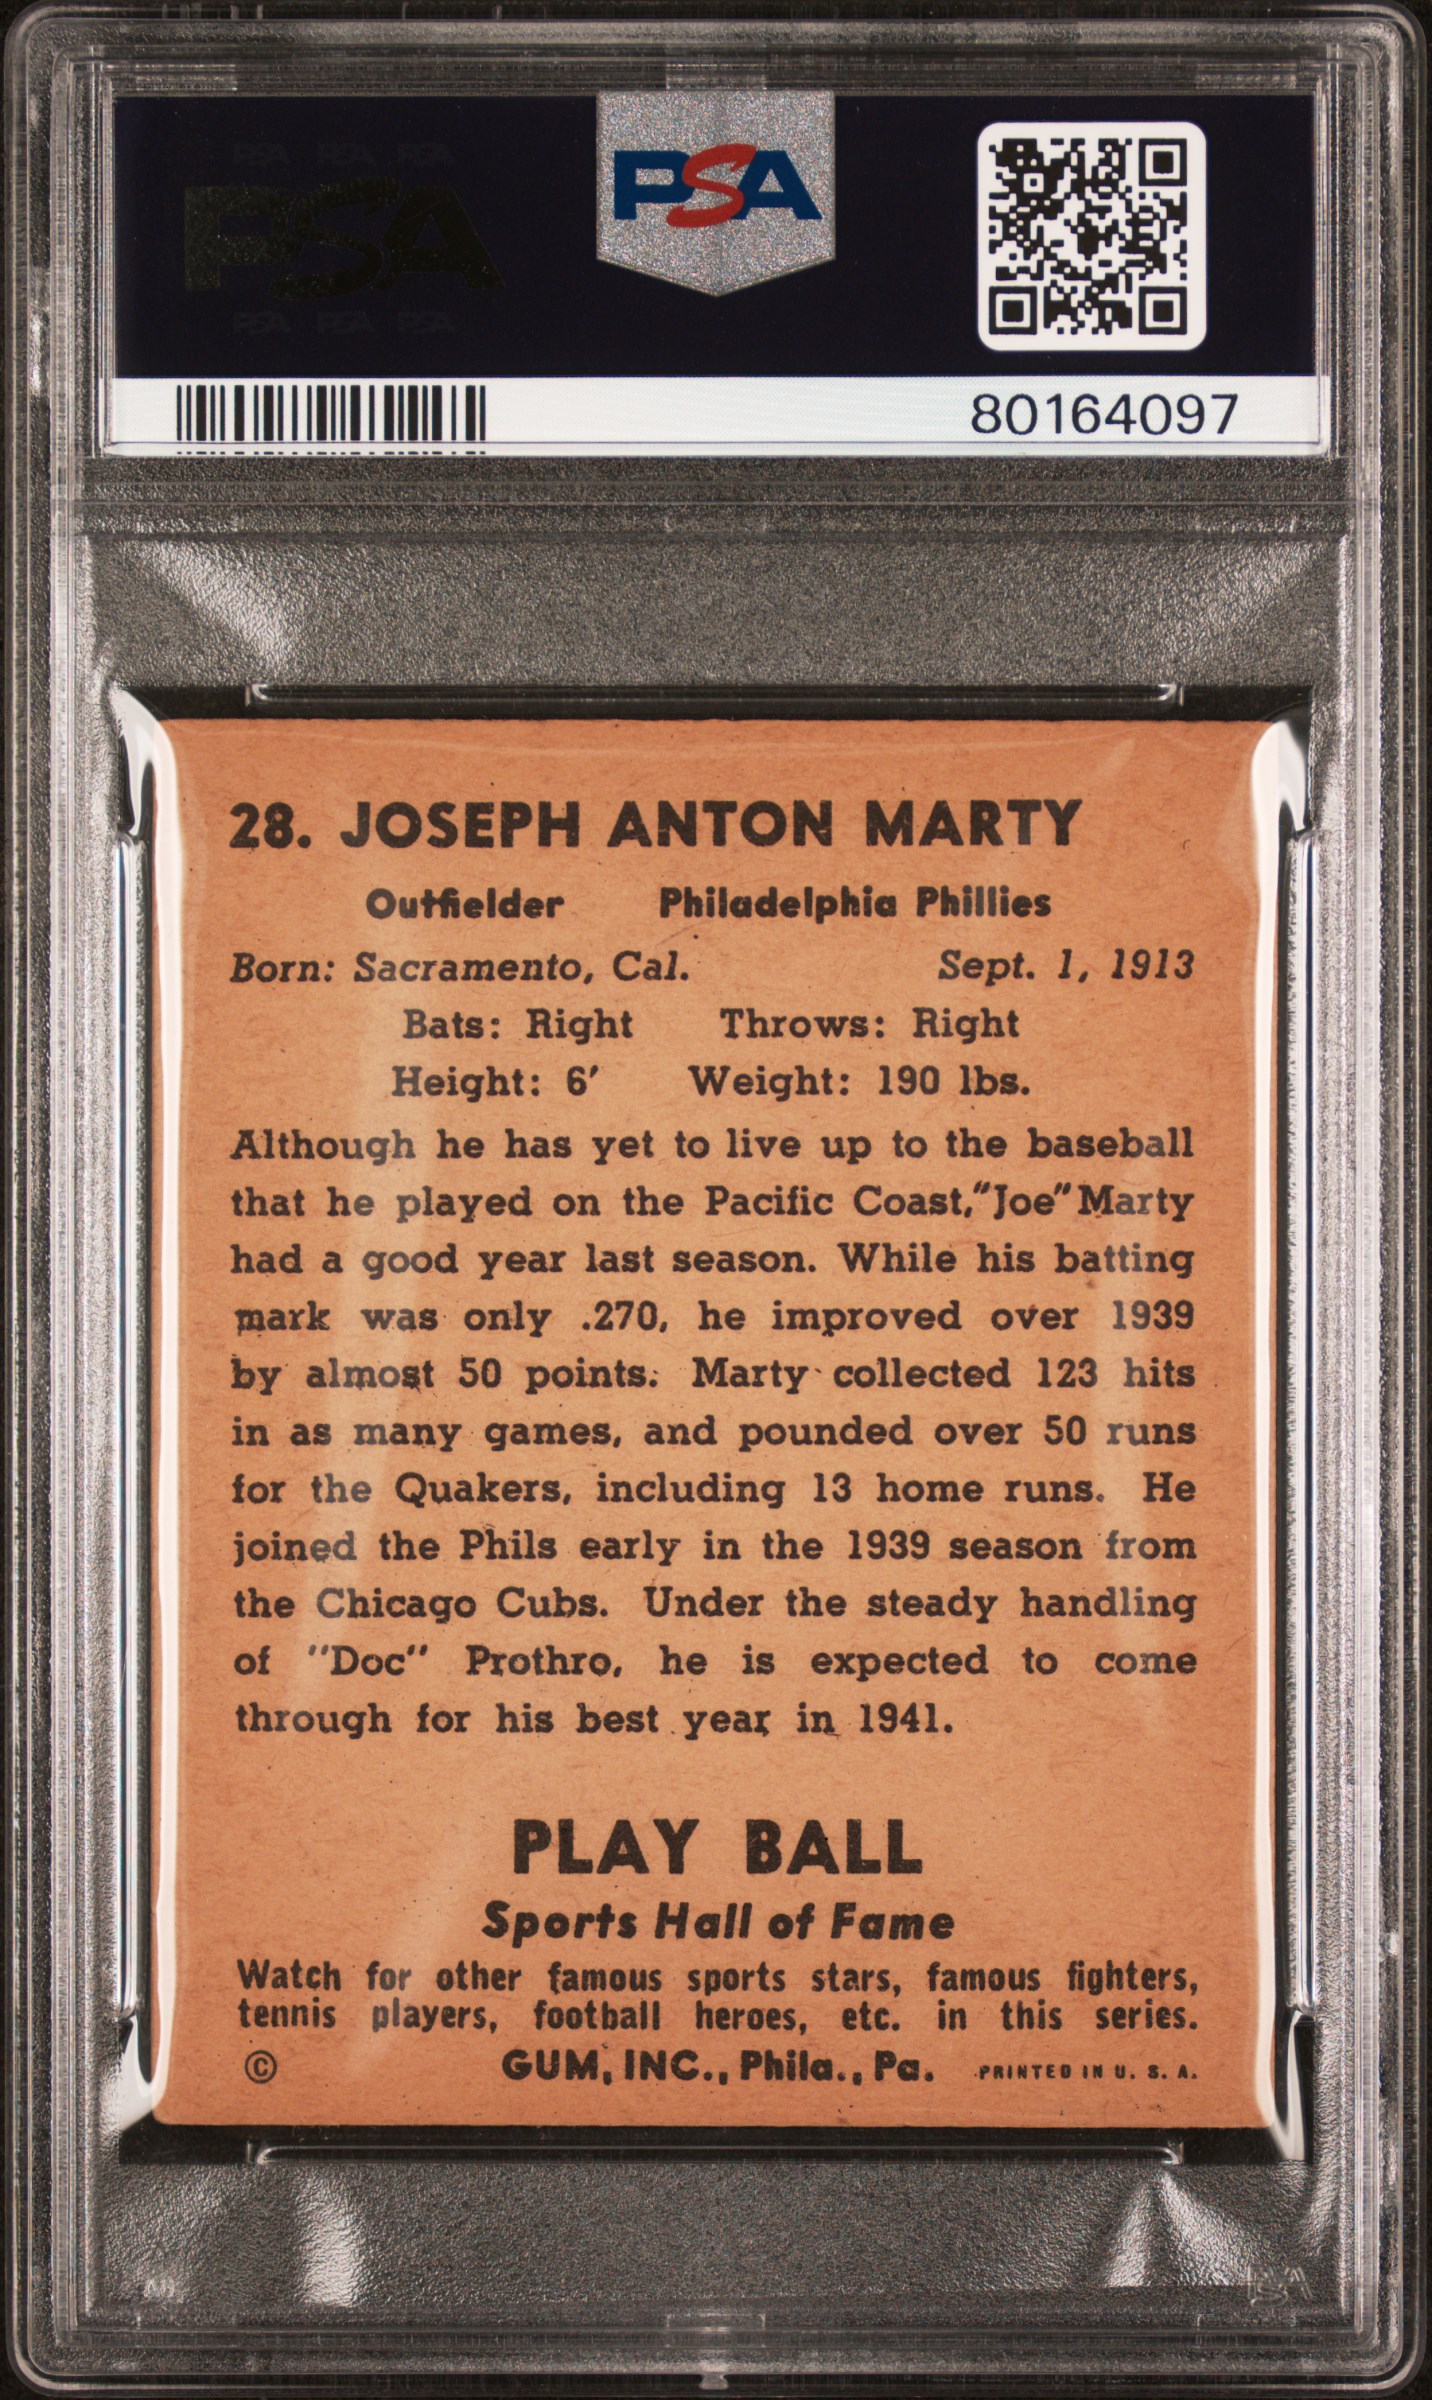 PSA PSA PSA
PSA
PSA PSA PSA
PSA
80164097
28. JOSEPH ANTON MARTY
Outfielder Philadelphia Phillies
Born: Sacramento, Cal. Sept. 1, 1913
Bats: Right Throws: Right
Height: 6′ Weight: 190 lbs.
Although he has yet to live up to the baseball
that he played on the Pacific Coast,"Joe" Marty
had a good year last season. While his batting
mark was only .270, he improved over 1939
by almost 50 points. Marty collected 123 hits
in as many games, and pounded over 50 runs
for the Quakers, including 13 home runs. He
joined the Phils early in the 1939 season from
the Chicago Cubs. Under the steady handling
of "Doc" Prothro, he is expected to come
through for his best year in 1941.
PLAY BALL
Sports Hall of Fame
Watch for other famous sports stars, famous fighters,
tennis players, football heroes, etc. in this series.
© GUM, INC., Phila., Pa. PRINTED IN U. S. A.
PSA